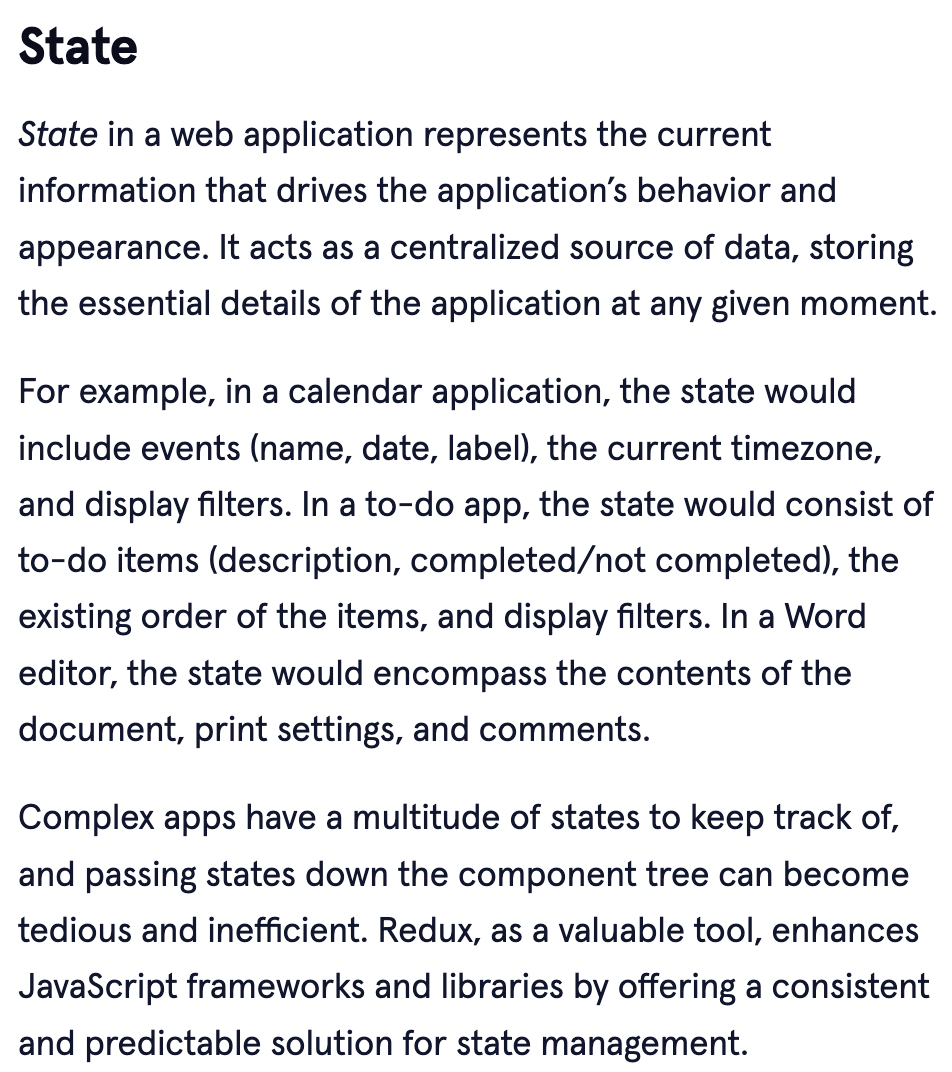 State
State in a web application represents the current
information that drives the application’s behavior and
appearance. It acts as a centralized source of data, storing
the essential details of the application at any given moment.
For example, in a calendar application, the state would
include events (name, date, label), the current timezone,
and display filters. In a to-do app, the state would consist of
to-do items (description, completed/not completed), the
existing order of the items, and display filters. In a Word
editor, the state would encompass the contents of the
document, print settings, and comments.
Complex apps have a multitude of states to keep track of,
and passing states down the component tree can become
tedious and inefficient. Redux, as a valuable tool, enhances
JavaScript frameworks and libraries by offering a consistent
and predictable solution for state management.